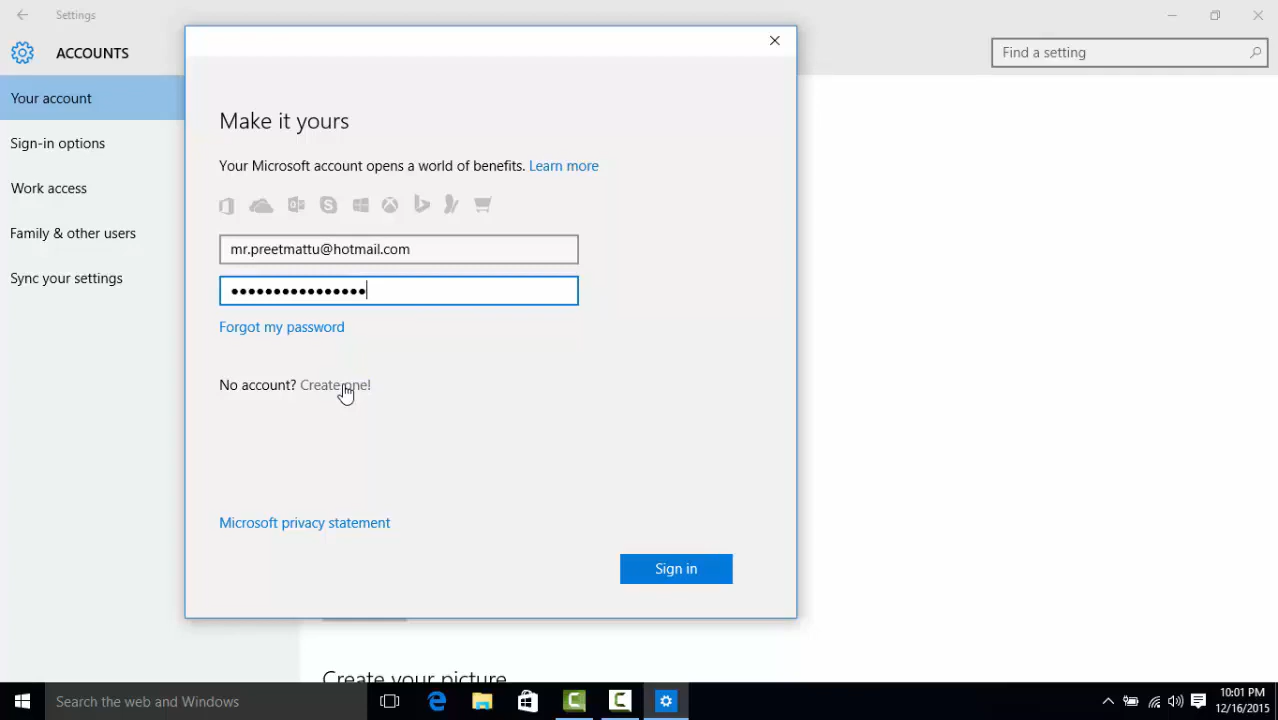 Settings
ACCOUNTS
Find a setting
Your account
Sign-in options
Work access
Family & other users
Sync your settings
Make it yours
Your Microsoft account opens a world of benefits. Learn more
mr.preetmattu@hotmail.com
••••••••••••••••
Forgot my password
No account? Create one!
Microsoft privacy statement
Sign in
Create your picture
Search the web and Windows
10:01 PM
12/16/2015